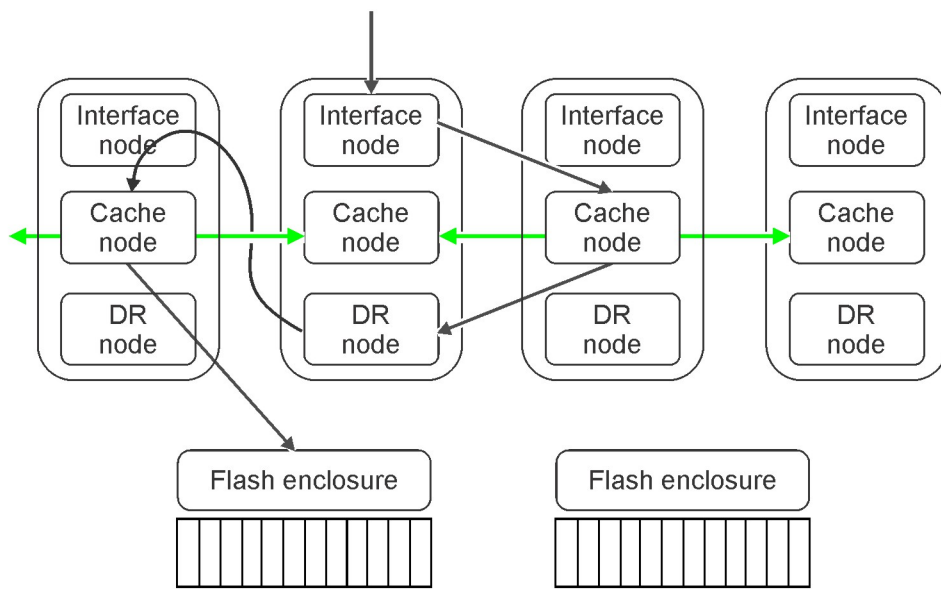 Interface
node
Interface
node
Interface
node
Interface
node
Cache
node
Cache
node
Cache
node
Cache
node
DR
node
DR
node
DR
node
DR
node
Flash enclosure
Flash enclosure